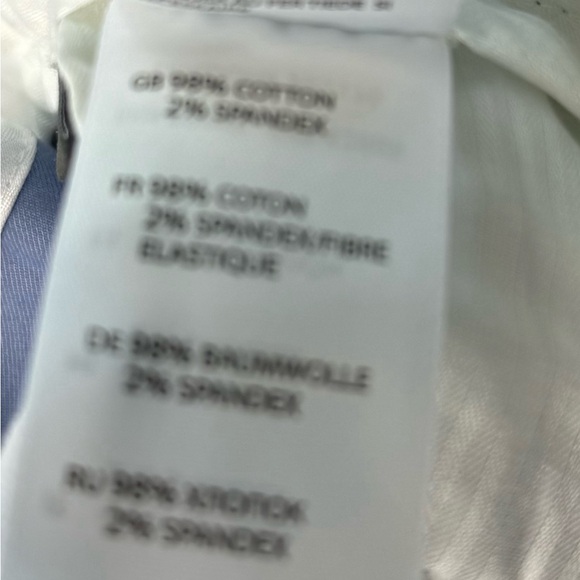 GB 98% COTTON
2% SPANDEX
FR 98% COTON
2% SPANDEX/FIBRE
ELASTIQUE
DE 98% BAUMWOLLE
2% SPANDEX
RU 98% ХЛОПОК
2% SPANDEX